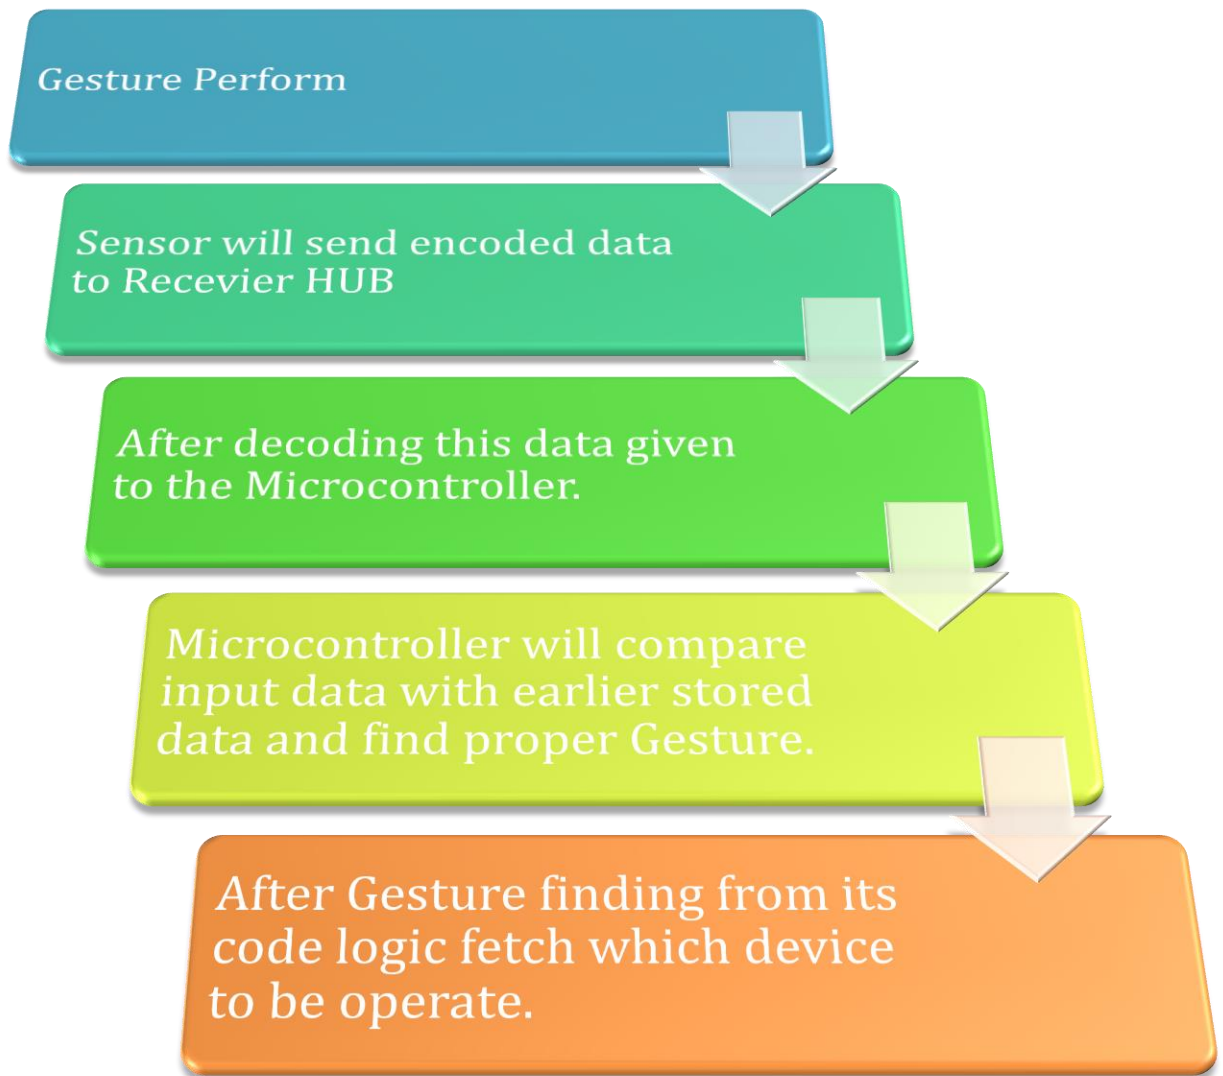 Gesture Perform
Sensor will send encoded data
to Recevier HUB
After decoding this data given
to the Microcontroller.
Microcontroller will compare
input data with earlier stored
data and find proper Gesture.
After Gesture finding from its
code logic fetch which device
to be operate.